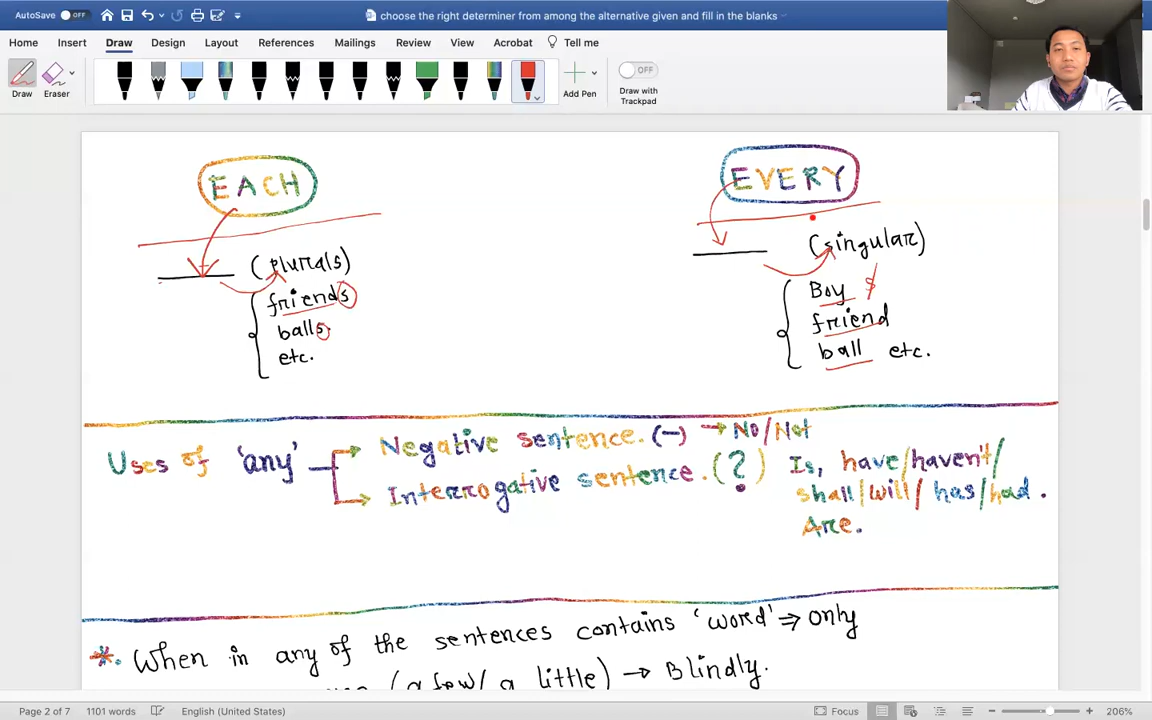 AutoSave OFF
choose the right determiner from among the alternative given and fill in the blanks
Home Insert Draw Design Layout References Mailings Review View Acrobat Tell me
Draw Eraser Add Pen OFF Draw with Trackpad
EACH
(plurals)
friends
balls.
etc.
EVERY
(singular)
Boy s
friend
ball etc.
Uses of 'any' → Negative sentence. (-) → No/Not
→ Interrogative sentence. (?) Is, have/haven't/
shall/will/ has/had.
Are.
*. When in any of the sentences contains 'word' ⇒ only
(a few/ a little) → Blindly.
Page 2 of 7 1101 words English (United States) Focus 206%